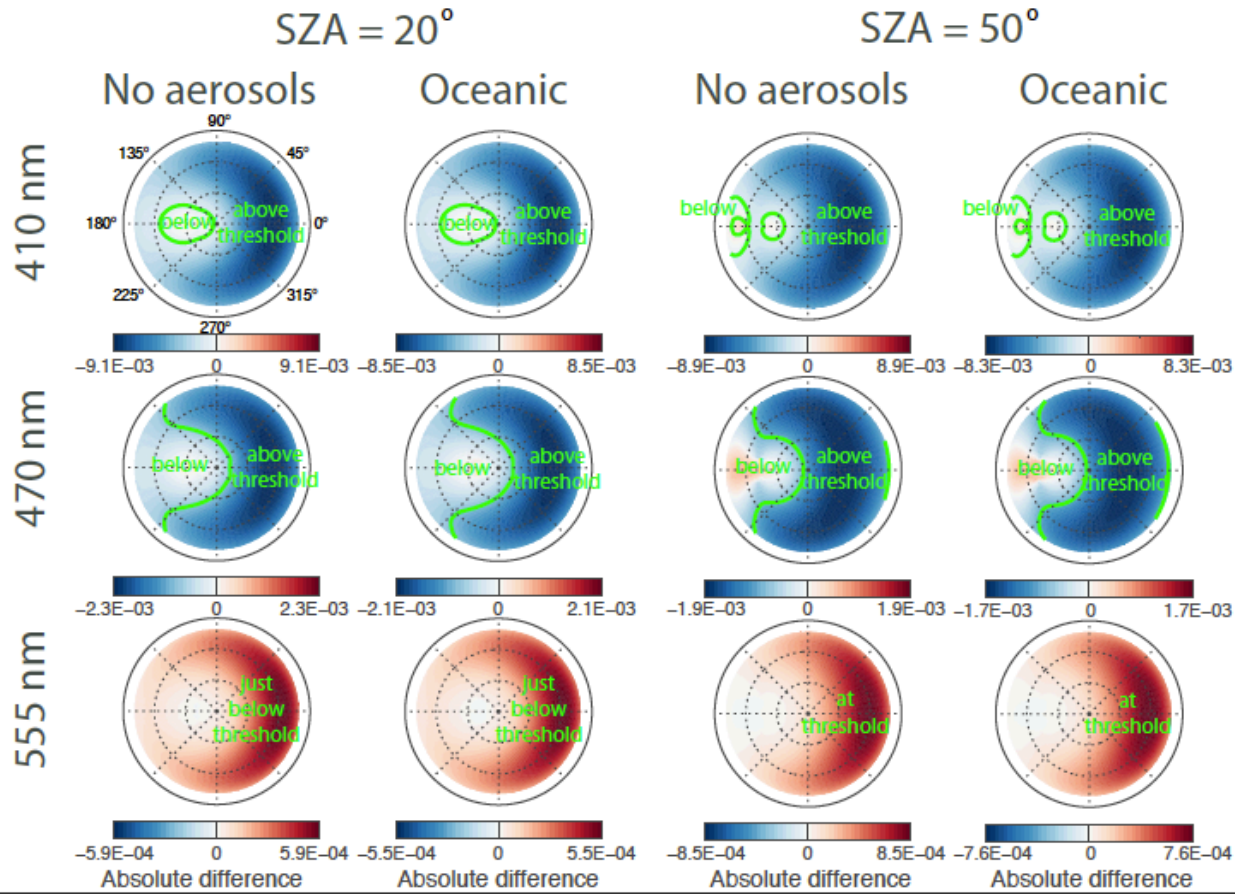 SZA = 20° SZA = 50°
No aerosols Oceanic No aerosols Oceanic
410 nm
90°
135° 45°
180° 0°
225° 315°
270°
below above threshold
below above threshold
below above threshold
below above threshold
−9.1E−03 0 9.1E−03
−8.5E−03 0 8.5E−03
−8.9E−03 0 8.9E−03
−8.3E−03 0 8.3E−03
470 nm
below above threshold
below above threshold
below above threshold
below above threshold
−2.3E−03 0 2.3E−03
−2.1E−03 0 2.1E−03
−1.9E−03 0 1.9E−03
−1.7E−03 0 1.7E−03
555 nm
just
below
threshold
just
below
threshold
at
threshold
at
threshold
−5.9E−04 0 5.9E−04
−5.5E−04 0 5.5E−04
−8.5E−04 0 8.5E−04
−7.6E−04 0 7.6E−04
Absolute difference Absolute difference Absolute difference Absolute difference